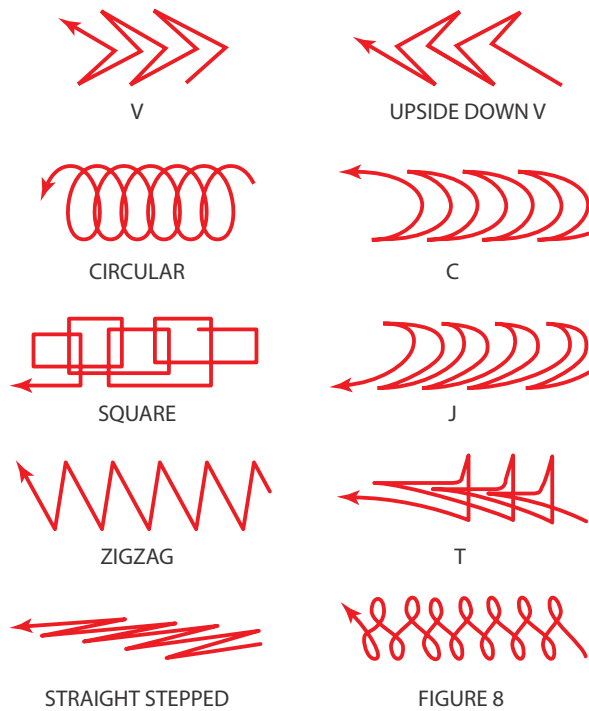 V
UPSIDE DOWN V
CIRCULAR
C
SQUARE
J
ZIGZAG
T
STRAIGHT STEPPED
FIGURE 8